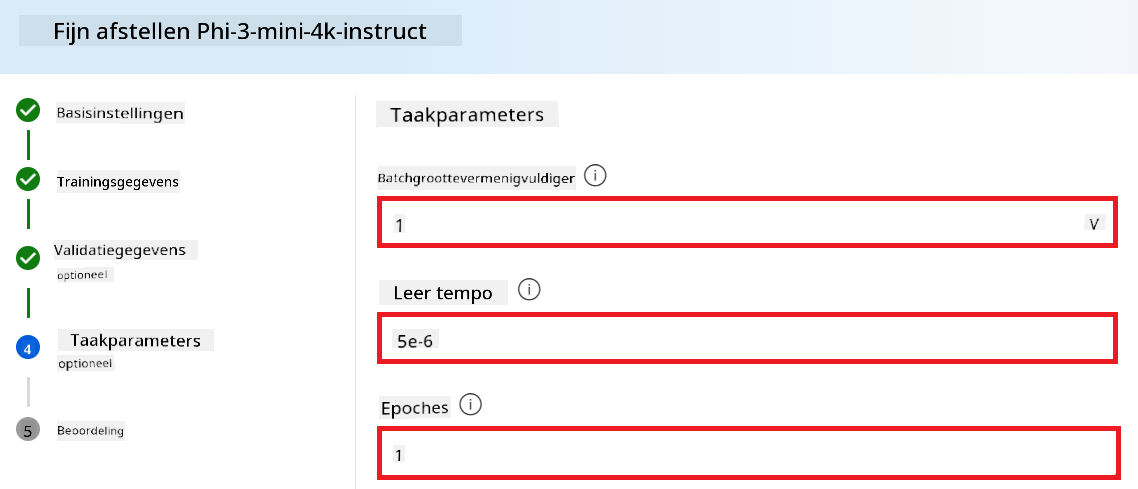 Fijn afstellen Phi-3-mini-4k-instruct
Basisinstellingen
Trainingsgegevens
Validatiegegevens
optioneel
4
Taakparameters
optioneel
5
Beoordeling
Taakparameters
Batchgroottevermenigvuldiger
1
V
Leer tempo
5e-6
Epoches
1